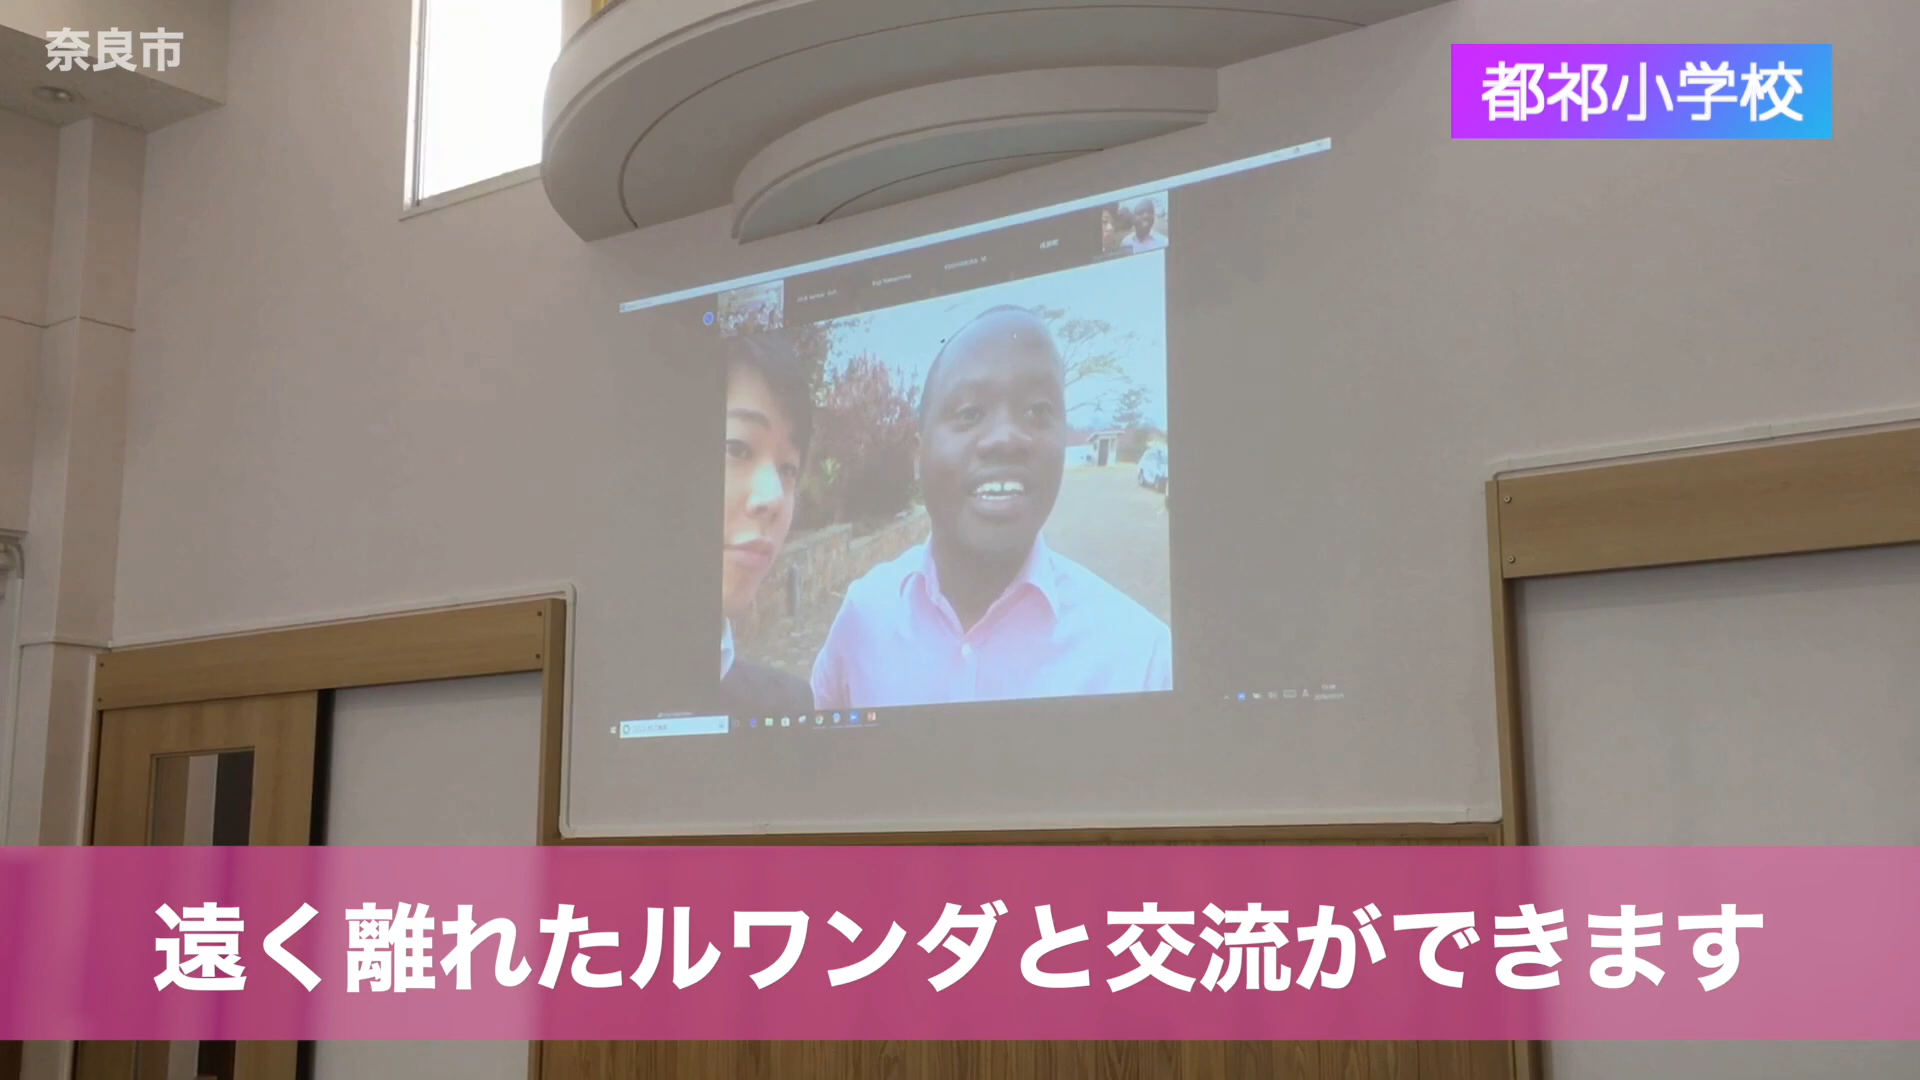 奈良市
都祁小学校
遠く離れたルワンダと交流ができます